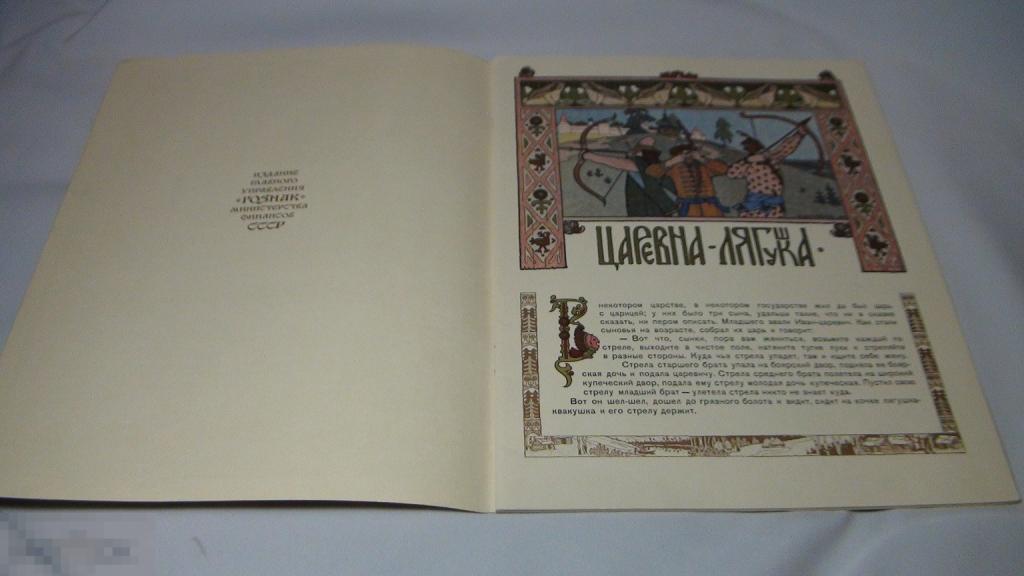 ИЗДАНИЕ
ГЛАВНОГО
УПРАВЛЕНИЯ
«ГОЗНАК»
МИНИСТЕРСТВА
ФИНАНСОВ
СССР
ЦАРЕВНА-ЛЯГУШКА·
В некотором царстве, в некотором государстве жил да был царь
с царицей; у них было три сына, удальцы такие, что ни в сказке
сказать, ни пером описать. Младшего звали Иван-царевич. Как стали
сыновья на возрасте, собрал их царь и говорит:
— Вот что, сынки, пора вам жениться, возьмите каждый по
стреле, выходите в чистое поле, натяните тугие луки и стреляйте
в разные стороны. Куда чья стрела упадет, там и ищите себе жену.
Стрела старшего брата упала на боярский двор, подняла ее бояр-
ская дочь и подала царевичу. Стрела среднего брата полетела на широкий
купеческий двор, подала ему стрелу молодая дочь купеческая. Пустил свою
стрелу младший брат — улетела стрела никто не знает куда.
Вот он шел-шел, дошел до грязного болота и видит, сидит на кочке лягушка-
квакушка и его стрелу держит.